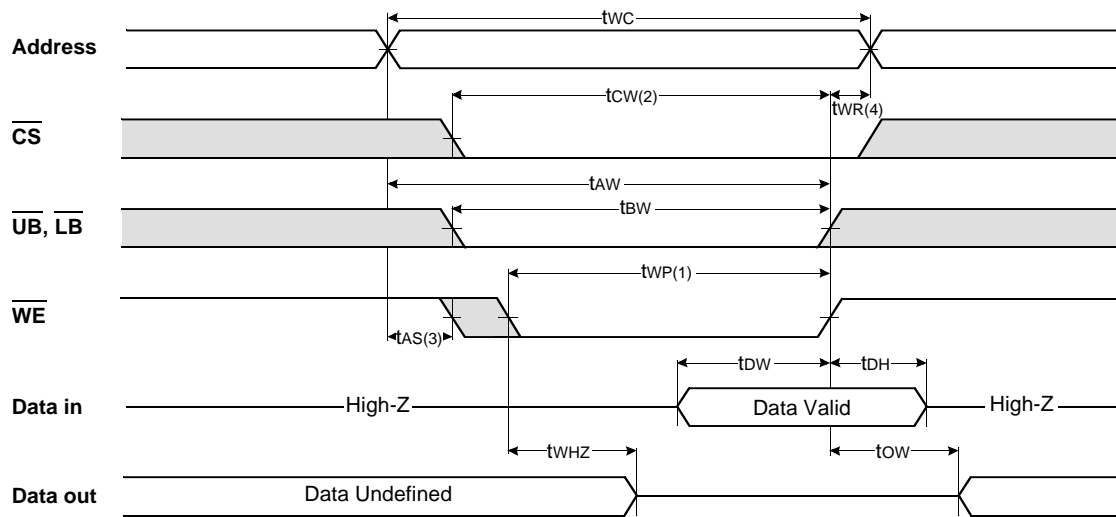 tWC
Address
tCW(2)
tWR(4)
CS
tAW
UB, LB
tBW
tWP(1)
WE
tAS(3)
tDW
tDH
Data in
High-Z
Data Valid
High-Z
tWHZ
tOW
Data out
Data Undefined